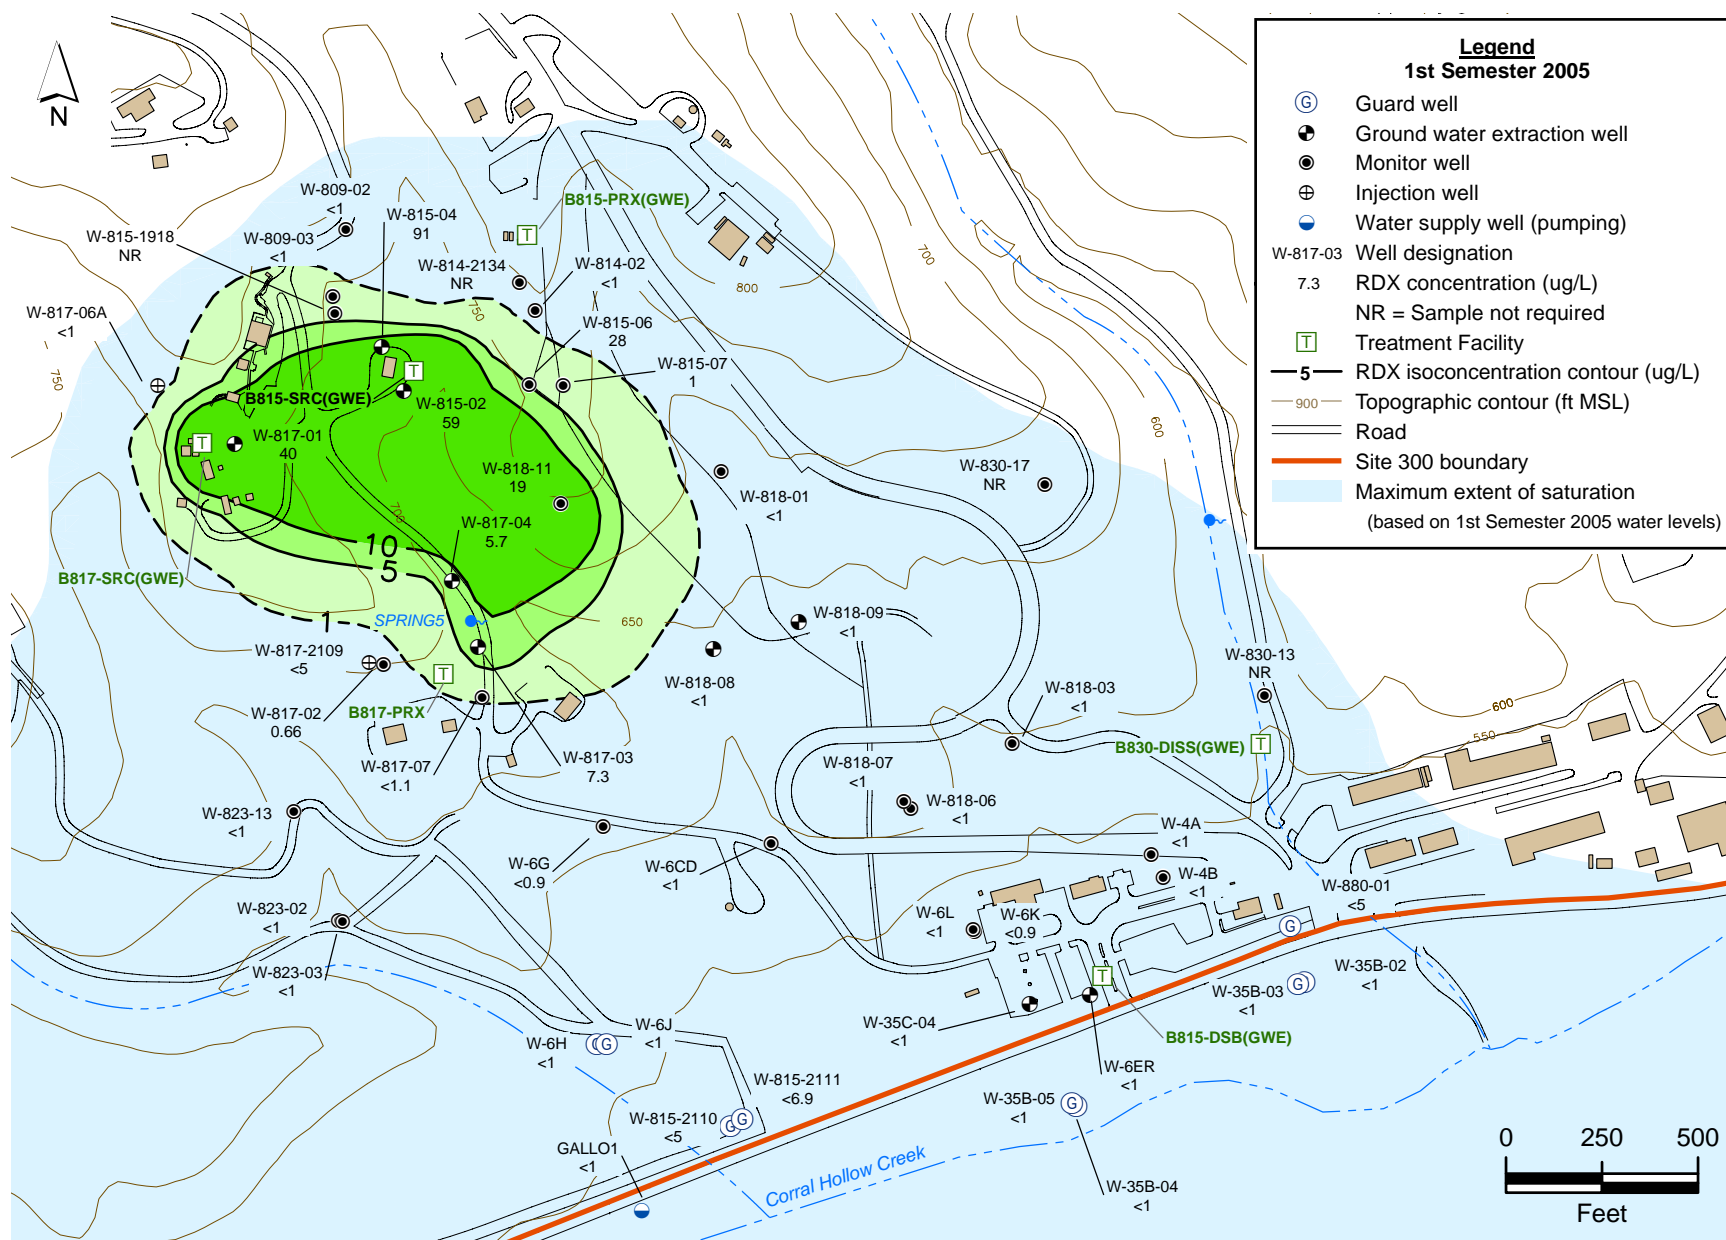 Legend
1st Semester 2005
G Guard well
Ground water extraction well
Monitor well
Injection well
Water supply well (pumping)
W-817-03 Well designation
7.3 RDX concentration (ug/L)
NR = Sample not required
T Treatment Facility
5 RDX isoconcentration contour (ug/L)
900 Topographic contour (ft MSL)
Road
Site 300 boundary
Maximum extent of saturation
(based on 1st Semester 2005 water levels)
N
W-809-02
<1
W-815-04
91
B815-PRX(GWE)
T
W-815-1918
NR
W-809-03
<1
W-814-2134
NR
W-814-02
<1
700
800
750
W-817-06A
<1
W-815-06
28
W-815-07
1
750
T
B815-SRC(GWE)
W-815-02
59
600
T
W-817-01
40
W-818-11
19
W-818-01
<1
W-830-17
NR
700
W-817-04
5.7
10
5
B817-SRC(GWE)
1
SPRING5
650
W-818-09
<1
W-817-2109
<5
W-818-08
<1
W-830-13
NR
T
W-818-03
<1
600
W-817-02
0.66
B817-PRX
550
B830-DISS(GWE)
T
W-817-07
<1.1
W-817-03
7.3
W-818-07
<1
W-823-13
<1
W-818-06
<1
W-4A
<1
W-6G
<0.9
W-6CD
<1
W-4B
<1
W-880-01
<5
W-823-02
<1
W-6L
<1
W-6K
<0.9
G
W-823-03
<1
T
W-35B-03
<1
G
W-35B-02
<1
W-35C-04
<1
B815-DSB(GWE)
W-6H
<1
G
W-6J
<1
W-6ER
<1
W-815-2111
<6.9
W-35B-05
<1
G
W-815-2110
<5
G
G
GALLO1
<1
Corral Hollow Creek
W-35B-04
<1
0 250 500
Feet